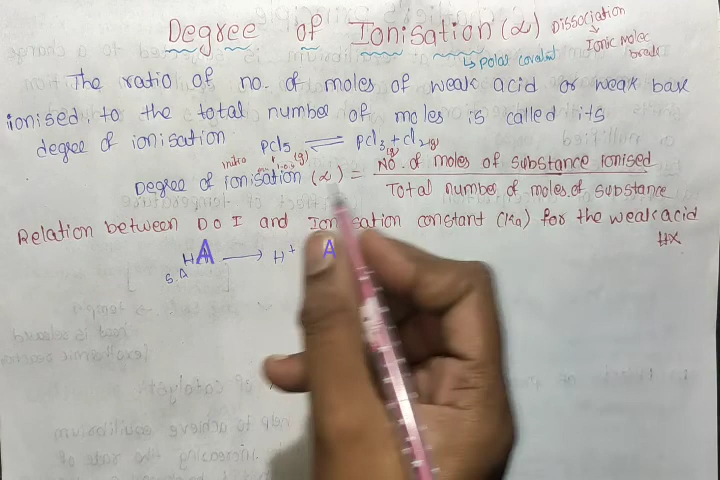 Degree of Ionisation (α) Dissociation
↳ Polar covalent
Ionic molec
break
The ratio of no. of moles of weak acid or weak base
ionised to the total number of moles is called its
degree of ionisation
PCl5 ⇌ PCl3 + Cl2(g)
(g) (g)
Degree of ionisation (α) = No. of moles of substance ionised
Total number of moles of substance
Relation between DoI and Ionisation constant (Ka) for the weak acid
HX
HA → H+ A
S.A